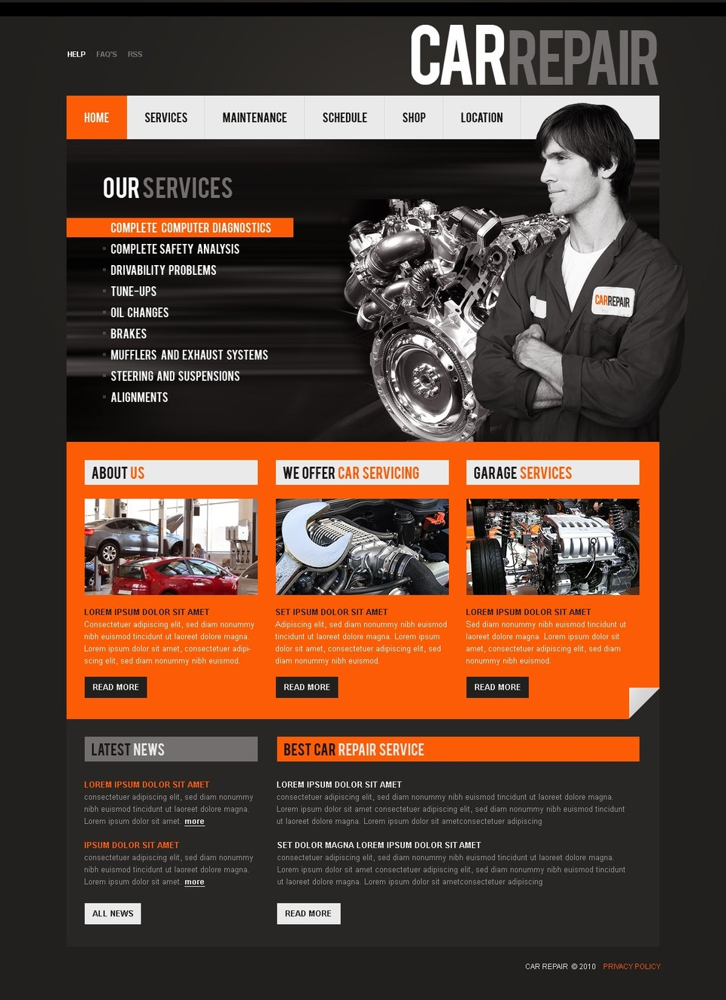 HELP FAQ'S RSS
CARREPAIR
HOME SERVICES MAINTENANCE SCHEDULE SHOP LOCATION
OUR SERVICES
COMPLETE COMPUTER DIAGNOSTICS
COMPLETE SAFETY ANALYSIS
DRIVABILITY PROBLEMS
TUNE-UPS
OIL CHANGES
BRAKES
MUFFLERS AND EXHAUST SYSTEMS
STEERING AND SUSPENSIONS
ALIGNMENTS
CARREPAIR
ABOUT US
LOREM IPSUM DOLOR SIT AMET
Consectetuer adipiscing elit, sed diam nonummy
nibh euismod tincidunt ut laoreet dolore magna.
Lorem ipsum dolor sit amet, consectetuer adipi-
scing elit, sed diam nonummy nibh euismod.
READ MORE
WE OFFER CAR SERVICING
SET IPSUM DOLOR SIT AMET
Adipiscing elit, sed diam nonummy nibh euismod
tincidunt ut laoreet dolore magna. Lorem ipsum
dolor sit amet, consectetuer adipiscing elit, sed
diam nonummy nibh euismod.
READ MORE
GARAGE SERVICES
LOREM IPSUM DOLOR SIT AMET
Sed diam nonummy nibh euismod tincidunt ut
laoreet dolore magna. Lorem ipsum dolor sit
amet, consectetuer adipiscing elit, sed diam
nonummy nibh euismod.
READ MORE
LATEST NEWS
LOREM IPSUM DOLOR SIT AMET
consectetuer adipiscing elit, sed diam nonummy
nibh euismod tincidunt ut laoreet dolore magna.
Lorem ipsum dolor sit amet. more
IPSUM DOLOR SIT AMET
consectetuer adipiscing elit, sed diam nonummy
nibh euismod tincidunt ut laoreet dolore magna.
Lorem ipsum dolor sit amet. more
ALL NEWS
BEST CAR REPAIR SERVICE
LOREM IPSUM DOLOR SIT AMET
consectetuer adipiscing elit, sed diam nonummy nibh euismod tincidunt ut laoreet dolore magna.
Lorem ipsum dolor sit amet consectetuer adipiscing elit, sed diam nonummy nibh euismod tincidunt
ut laoreet dolore magna. Lorem ipsum dolor sit ametconsectetuer adipiscing
SET DOLOR MAGNA LOREM IPSUM DOLOR SIT AMET
consectetuer adipiscing elit, sed diam nonummy nibh euismod tincidunt ut laoreet dolore magna.
Lorem ipsum dolor sit amet consectetuer adipiscing elit, sed diam nonummy nibh euismod tincidunt
ut laoreet dolore magna. Lorem ipsum dolor sit ametconsectetuer adipiscing
READ MORE
CAR REPAIR © 2010 PRIVACY POLICY